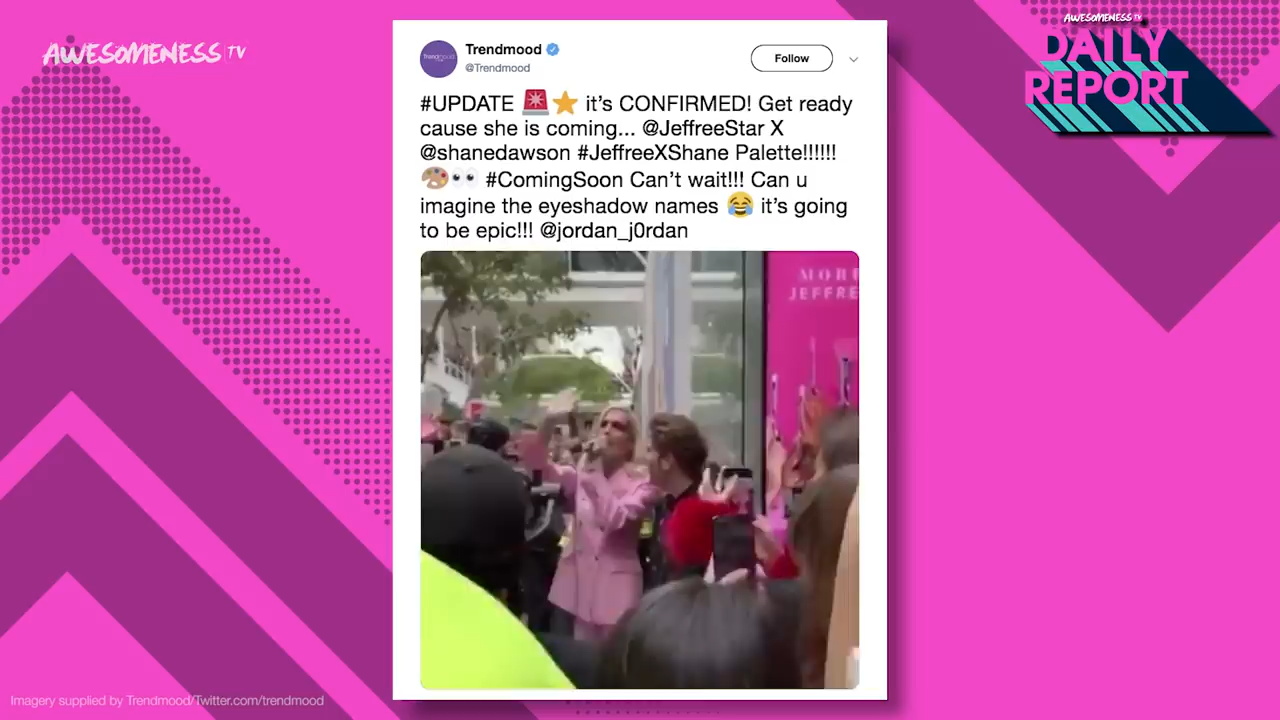 AWESOMENESS TV
AWESOMENESS TV
DAILY
REPORT
Trendmood
@Trendmood
Follow
#UPDATE 🚨⭐ it’s CONFIRMED! Get ready
cause she is coming... @JeffreeStar X
@shanedawson #JeffreeXShane Palette!!!!!!
🎨👀 #ComingSoon Can’t wait!!! Can u
imagine the eyeshadow names 😂 it’s going
to be epic!!! @jordan_j0rdan
JEFFRE
Imagery supplied by Trendmood/Twitter.com/trendmood